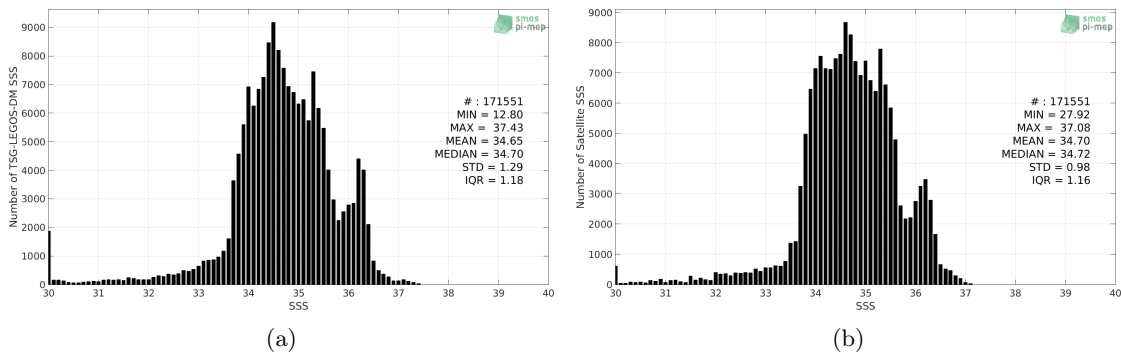 9000
8000
7000
6000
5000
4000
3000
2000
1000
0
Number of TSG-LEGOS-DM SSS
smos
pi-mep
# : 171551
MIN = 12.80
MAX = 37.43
MEAN = 34.65
MEDIAN = 34.70
STD = 1.29
IQR = 1.18
30 31 32 33 34 35 36 37 38 39 40
SSS
(a)
9000
8000
7000
6000
5000
4000
3000
2000
1000
0
Number of Satellite SSS
smos
pi-mep
# : 171551
MIN = 27.92
MAX = 37.08
MEAN = 34.70
MEDIAN = 34.72
STD = 0.98
IQR = 1.16
30 31 32 33 34 35 36 37 38 39 40
SSS
(b)